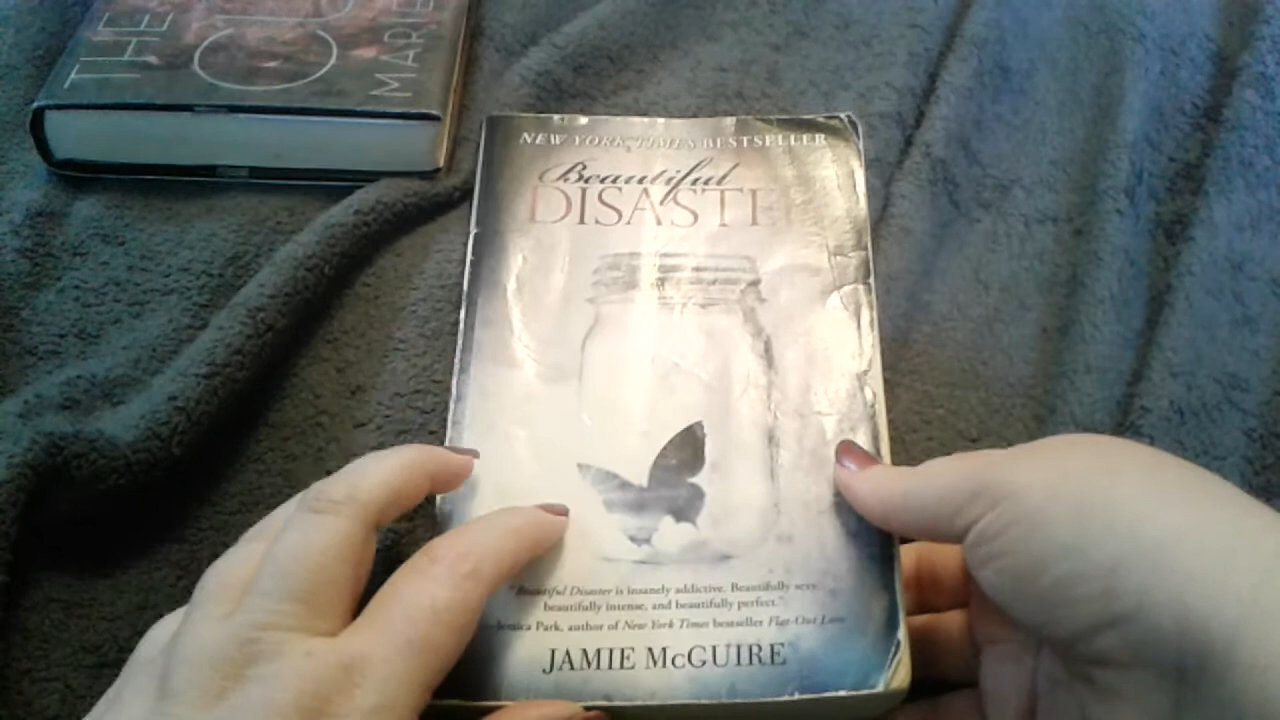 THE
MARIE
NEW YORK TIMES BESTSELLER
Beautiful
DISASTE
"Beautiful Disaster is insanely addictive. Beautifully sexy,
beautifully intense, and beautifully perfect."
—Jessica Park, author of New York Times bestseller Flat-Out Love
JAMIE McGUIRE